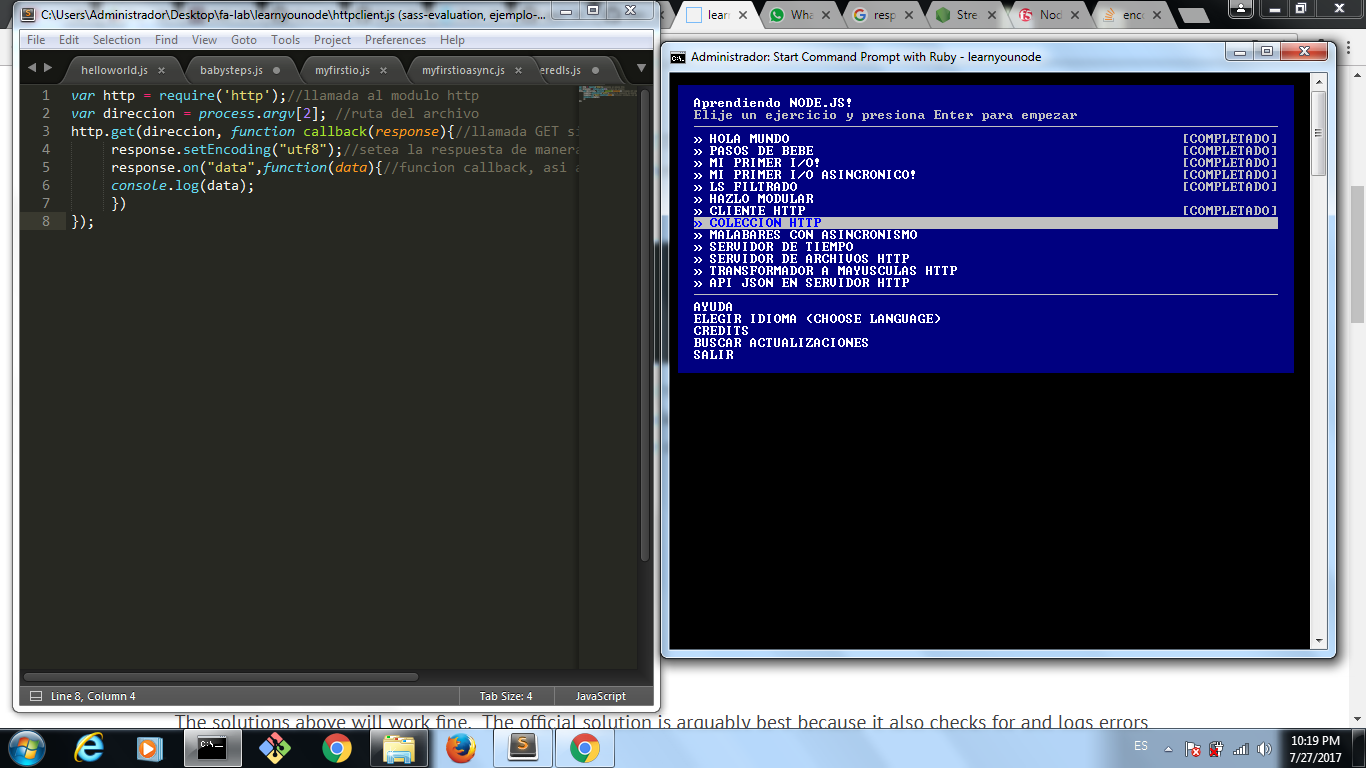 C:\Users\Administrador\Desktop\fa-lab\learnyounode\httpclient.js (sass-evaluation, ejemplo-...
File Edit Selection Find View Goto Tools Project Preferences Help
helloworld.js babysteps.js myfirstio.js myfirstioasync.js eredls.js
1 var http = require('http');//llamada al modulo http
2 var direccion = process.argv[2]; //ruta del archivo
3 http.get(direccion, function callback(response){//llamada GET si
4 response.setEncoding("utf8");//setea la respuesta de manera
5 response.on("data",function(data){//funcion callback, asi a
6 console.log(data);
7 })
8 });
Line 8, Column 4 Tab Size: 4 JavaScript
lear Wha resp Stre Nod enc
Administrador: Start Command Prompt with Ruby - learnyounode
Aprendiendo NODE.JS!
Elije un ejercicio y presiona Enter para empezar
» HOLA MUNDO [COMPLETADO]
» PASOS DE BEBE [COMPLETADO]
» MI PRIMER I/O! [COMPLETADO]
» MI PRIMER I/O ASINCRONICO! [COMPLETADO]
» LS FILTRADO [COMPLETADO]
» HAZLO MODULAR
» CLIENTE HTTP [COMPLETADO]
» COLECCION HTTP
» MALABARES CON ASINCRONISMO
» SERVIDOR DE TIEMPO
» SERVIDOR DE ARCHIVOS HTTP
» TRANSFORMADOR A MAYUSCULAS HTTP
» API JSON EN SERVIDOR HTTP
AYUDA
ELEGIR IDIOMA (CHOOSE LANGUAGE)
CREDITS
BUSCAR ACTUALIZACIONES
SALIR
The solutions above will work fine. The official solution is arguably best because it also checks for and logs errors
ES
10:19 PM
7/27/2017